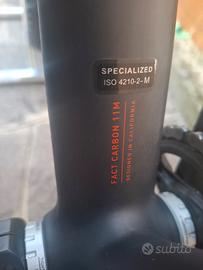 SPECIALIZED
ISO 4210-2-M
FACT CARBON 11M
DESIGNED IN CALIFORNIA
subito